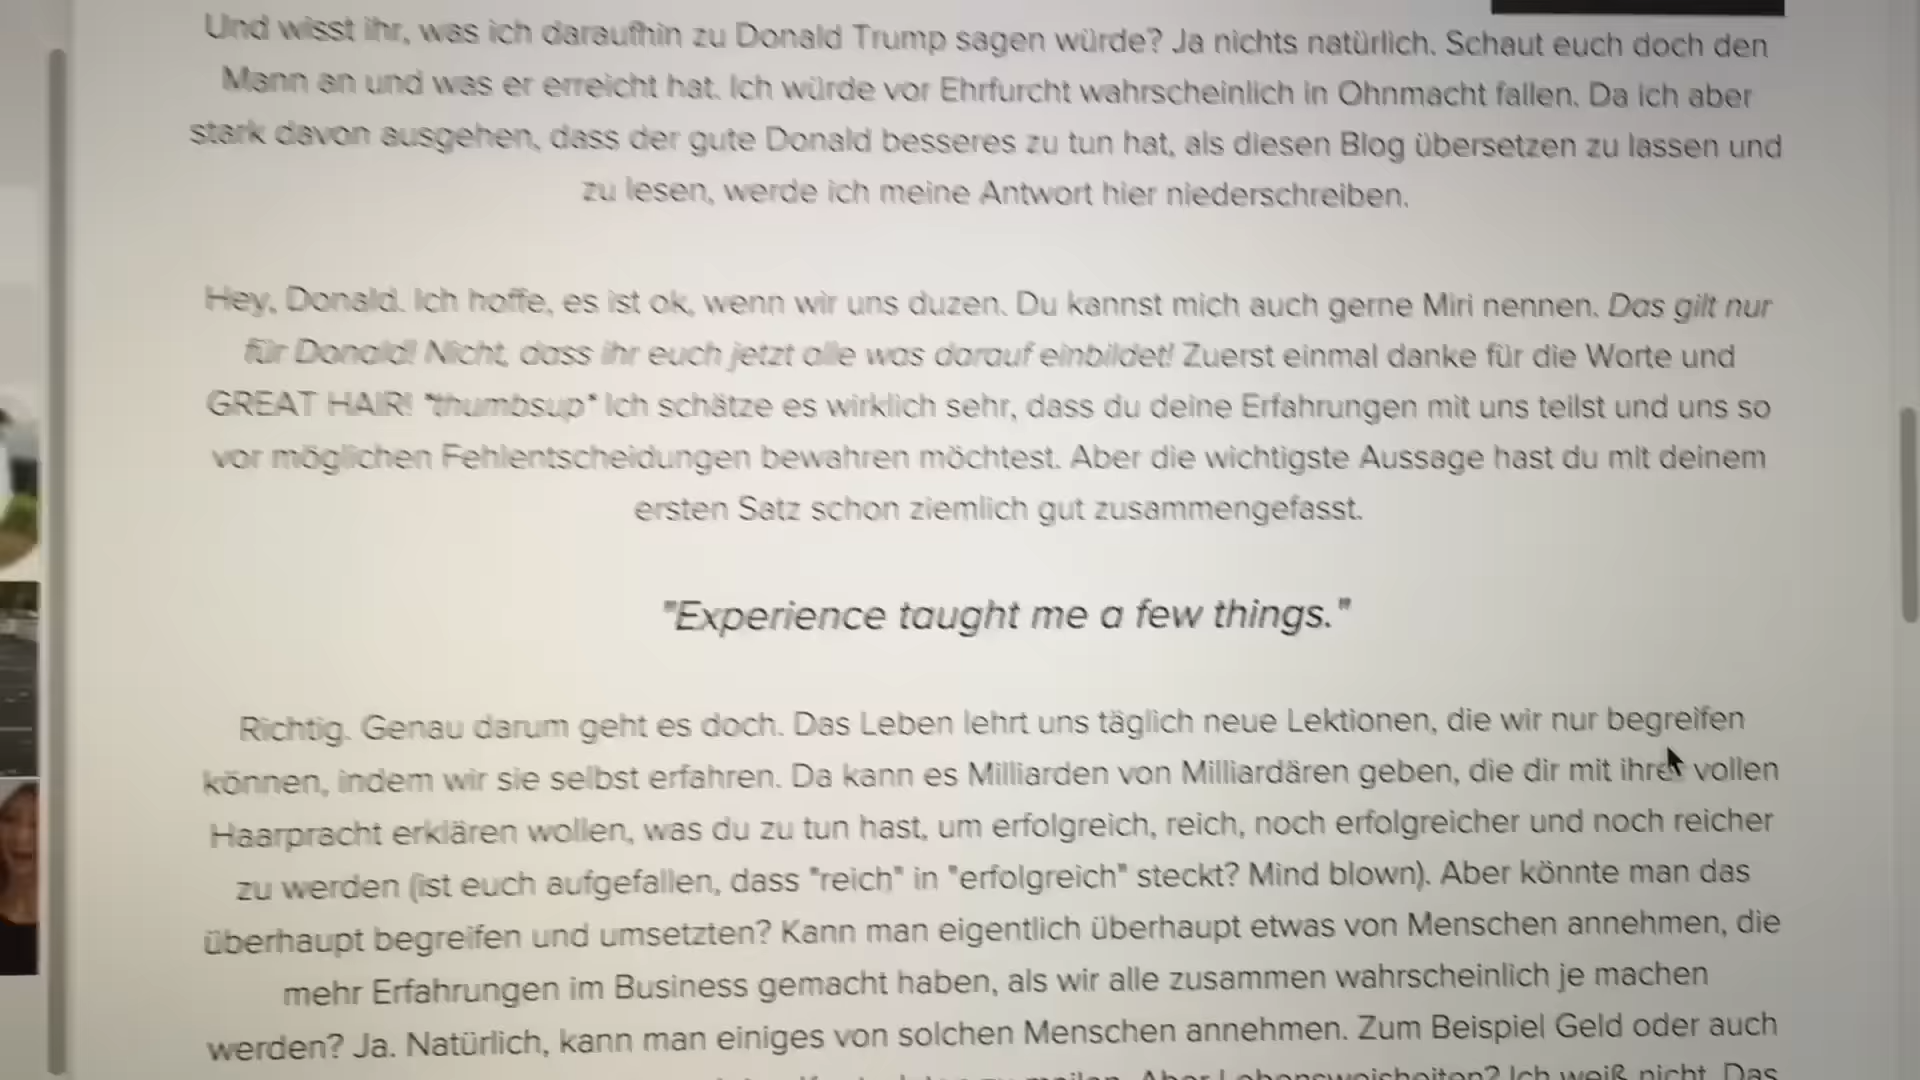 Und wisst ihr, was ich daraufhin zu Donald Trump sagen würde? Ja nichts natürlich. Schaut euch doch den
Mann an und was er erreicht hat. Ich würde vor Ehrfurcht wahrscheinlich in Ohnmacht fallen. Da ich aber
stark davon ausgehen, dass der gute Donald besseres zu tun hat, als diesen Blog übersetzen zu lassen und
zu lesen, werde ich meine Antwort hier niederschreiben.
Hey, Donald. Ich hoffe, es ist ok, wenn wir uns duzen. Du kannst mich auch gerne Miri nennen. Das gilt nur
für Donald! Nicht, dass ihr euch jetzt alle was darauf einbildet! Zuerst einmal danke für die Worte und
GREAT HAIR! *thumbsup* Ich schätze es wirklich sehr, dass du deine Erfahrungen mit uns teilst und uns so
vor möglichen Fehlentscheidungen bewahren möchtest. Aber die wichtigste Aussage hast du mit deinem
ersten Satz schon ziemlich gut zusammengefasst.
"Experience taught me a few things."
Richtig. Genau darum geht es doch. Das Leben lehrt uns täglich neue Lektionen, die wir nur begreifen
können, indem wir sie selbst erfahren. Da kann es Milliarden von Milliardären geben, die dir mit ihrer vollen
Haarpracht erklären wollen, was du zu tun hast, um erfolgreich, reich, noch erfolgreicher und noch reicher
zu werden (ist euch aufgefallen, dass "reich" in "erfolgreich" steckt? Mind blown). Aber könnte man das
überhaupt begreifen und umsetzten? Kann man eigentlich überhaupt etwas von Menschen annehmen, die
mehr Erfahrungen im Business gemacht haben, als wir alle zusammen wahrscheinlich je machen
werden? Ja. Natürlich, kann man einiges von solchen Menschen annehmen. Zum Beispiel Geld oder auch
Aber Lebensweisheiten? Ich weiß nicht. Das